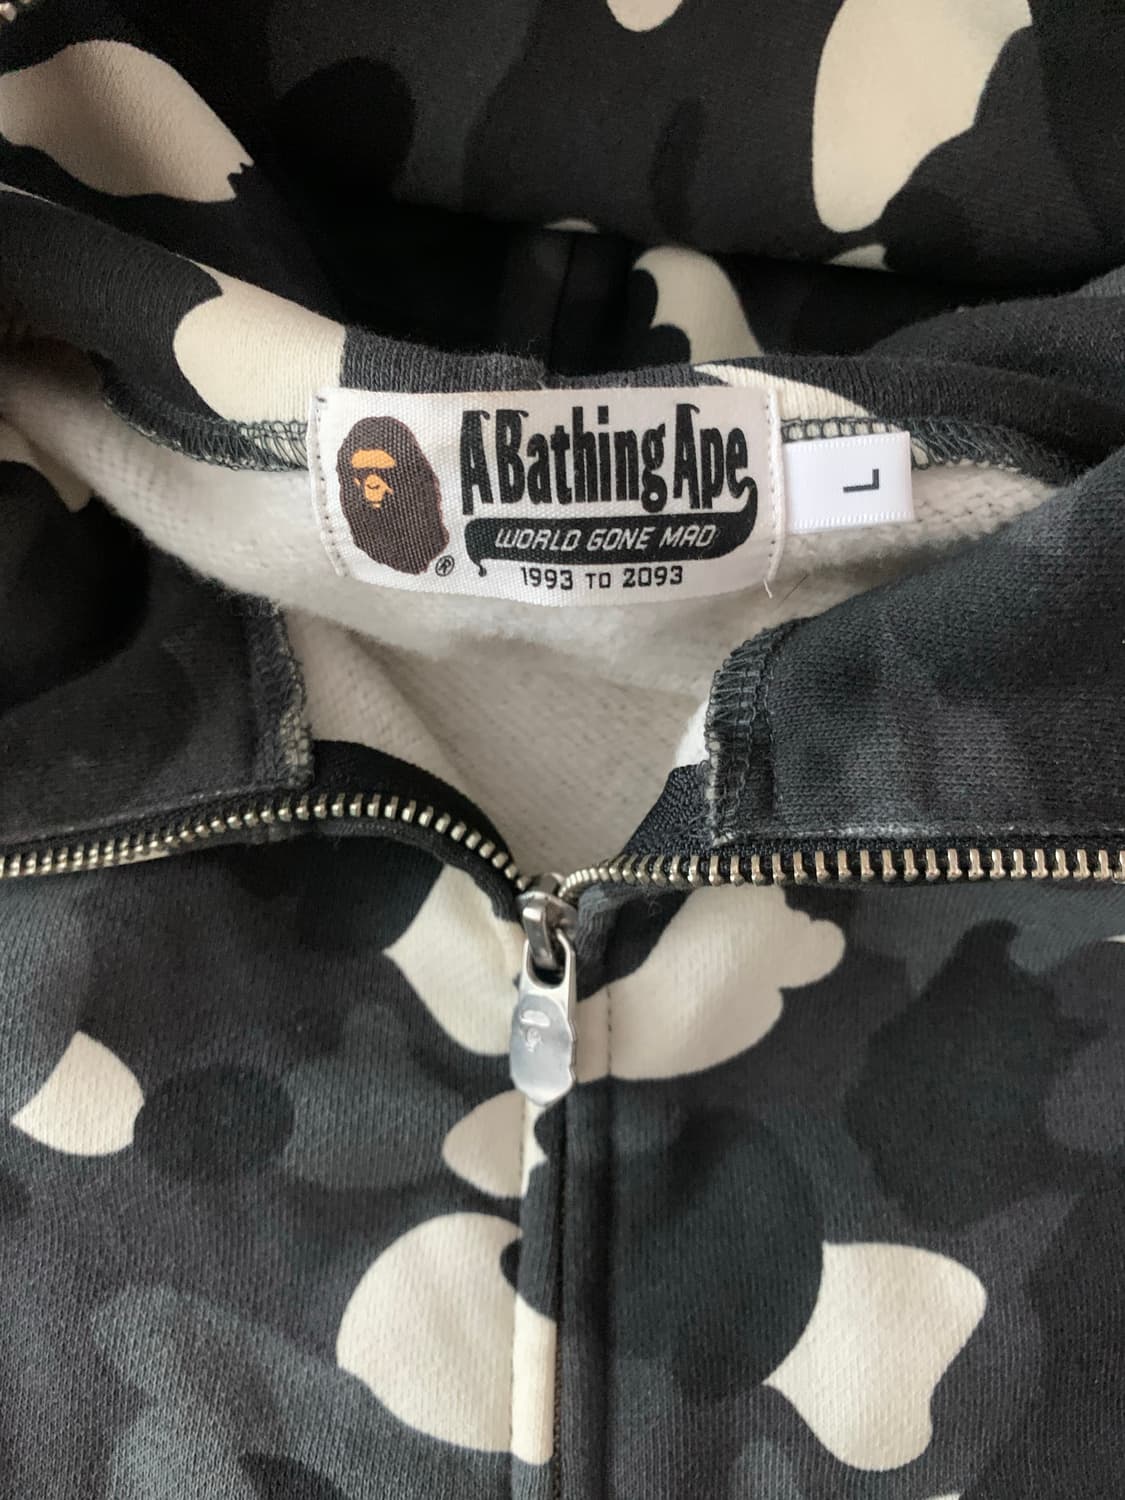 A Bathing Ape
WORLD GONE MAD
®
1993 TO 2093
L